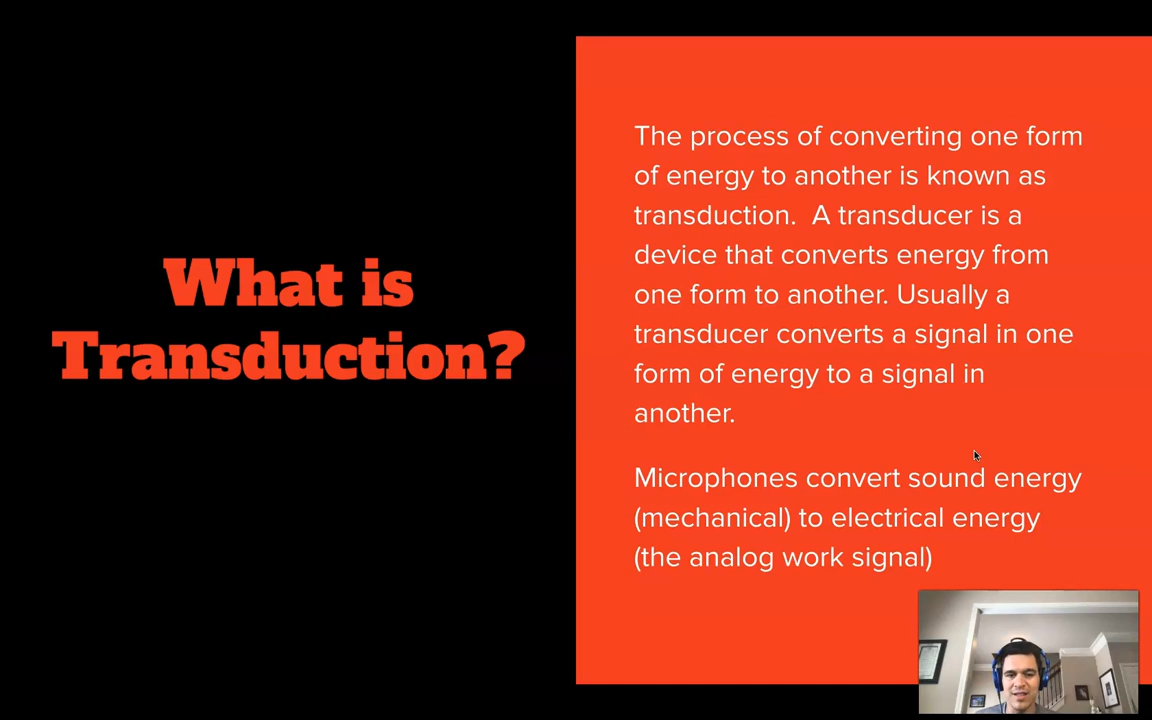 What is
Transduction?
The process of converting one form
of energy to another is known as
transduction.  A transducer is a
device that converts energy from
one form to another. Usually a
transducer converts a signal in one
form of energy to a signal in
another.
Microphones convert sound energy
(mechanical) to electrical energy
(the analog work signal)